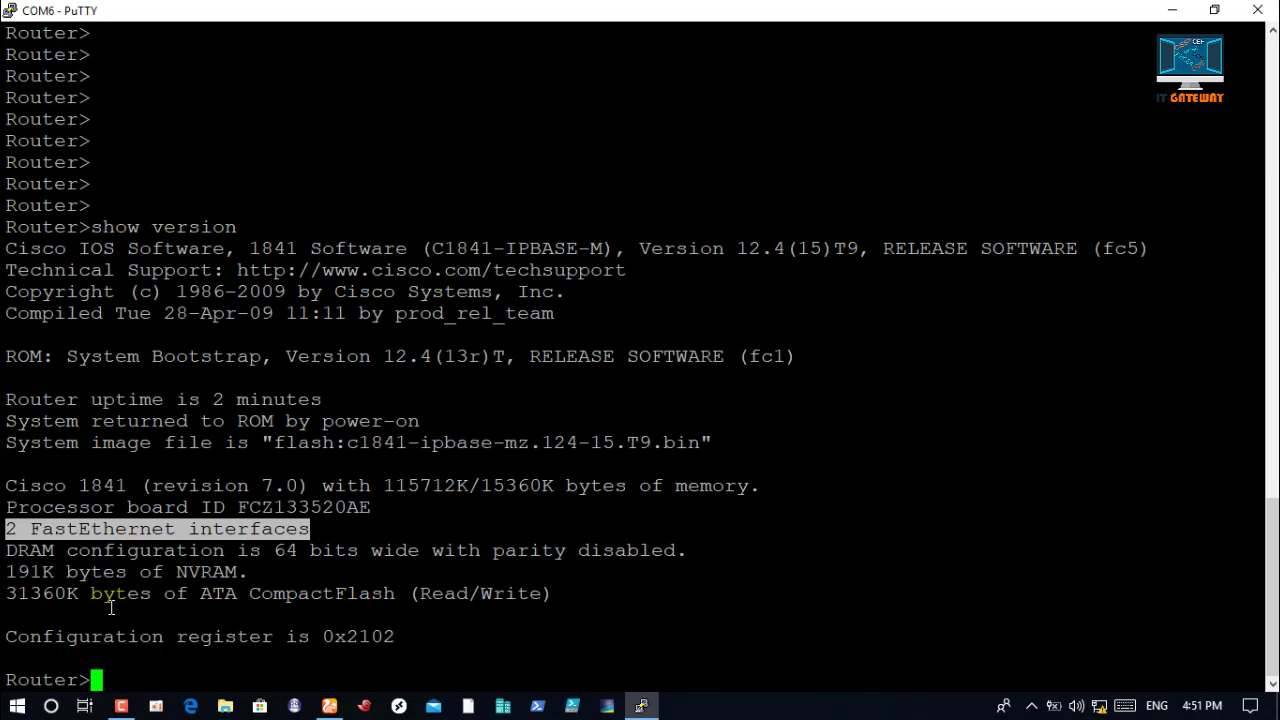 COM6 - PuTTY
Router>
Router>
Router>
Router>
Router>
Router>
Router>
Router>
Router>
Router>show version
Cisco IOS Software, 1841 Software (C1841-IPBASE-M), Version 12.4(15)T9, RELEASE SOFTWARE (fc5)
Technical Support: http://www.cisco.com/techsupport
Copyright (c) 1986-2009 by Cisco Systems, Inc.
Compiled Tue 28-Apr-09 11:11 by prod_rel_team
ROM: System Bootstrap, Version 12.4(13r)T, RELEASE SOFTWARE (fc1)
Router uptime is 2 minutes
System returned to ROM by power-on
System image file is "flash:c1841-ipbase-mz.124-15.T9.bin"
Cisco 1841 (revision 7.0) with 115712K/15360K bytes of memory.
Processor board ID FCZ133520AE
2 FastEthernet interfaces
DRAM configuration is 64 bits wide with parity disabled.
191K bytes of NVRAM.
31360K bytes of ATA CompactFlash (Read/Write)
Configuration register is 0x2102
Router>
IT GATEWAY
ENG
4:51 PM